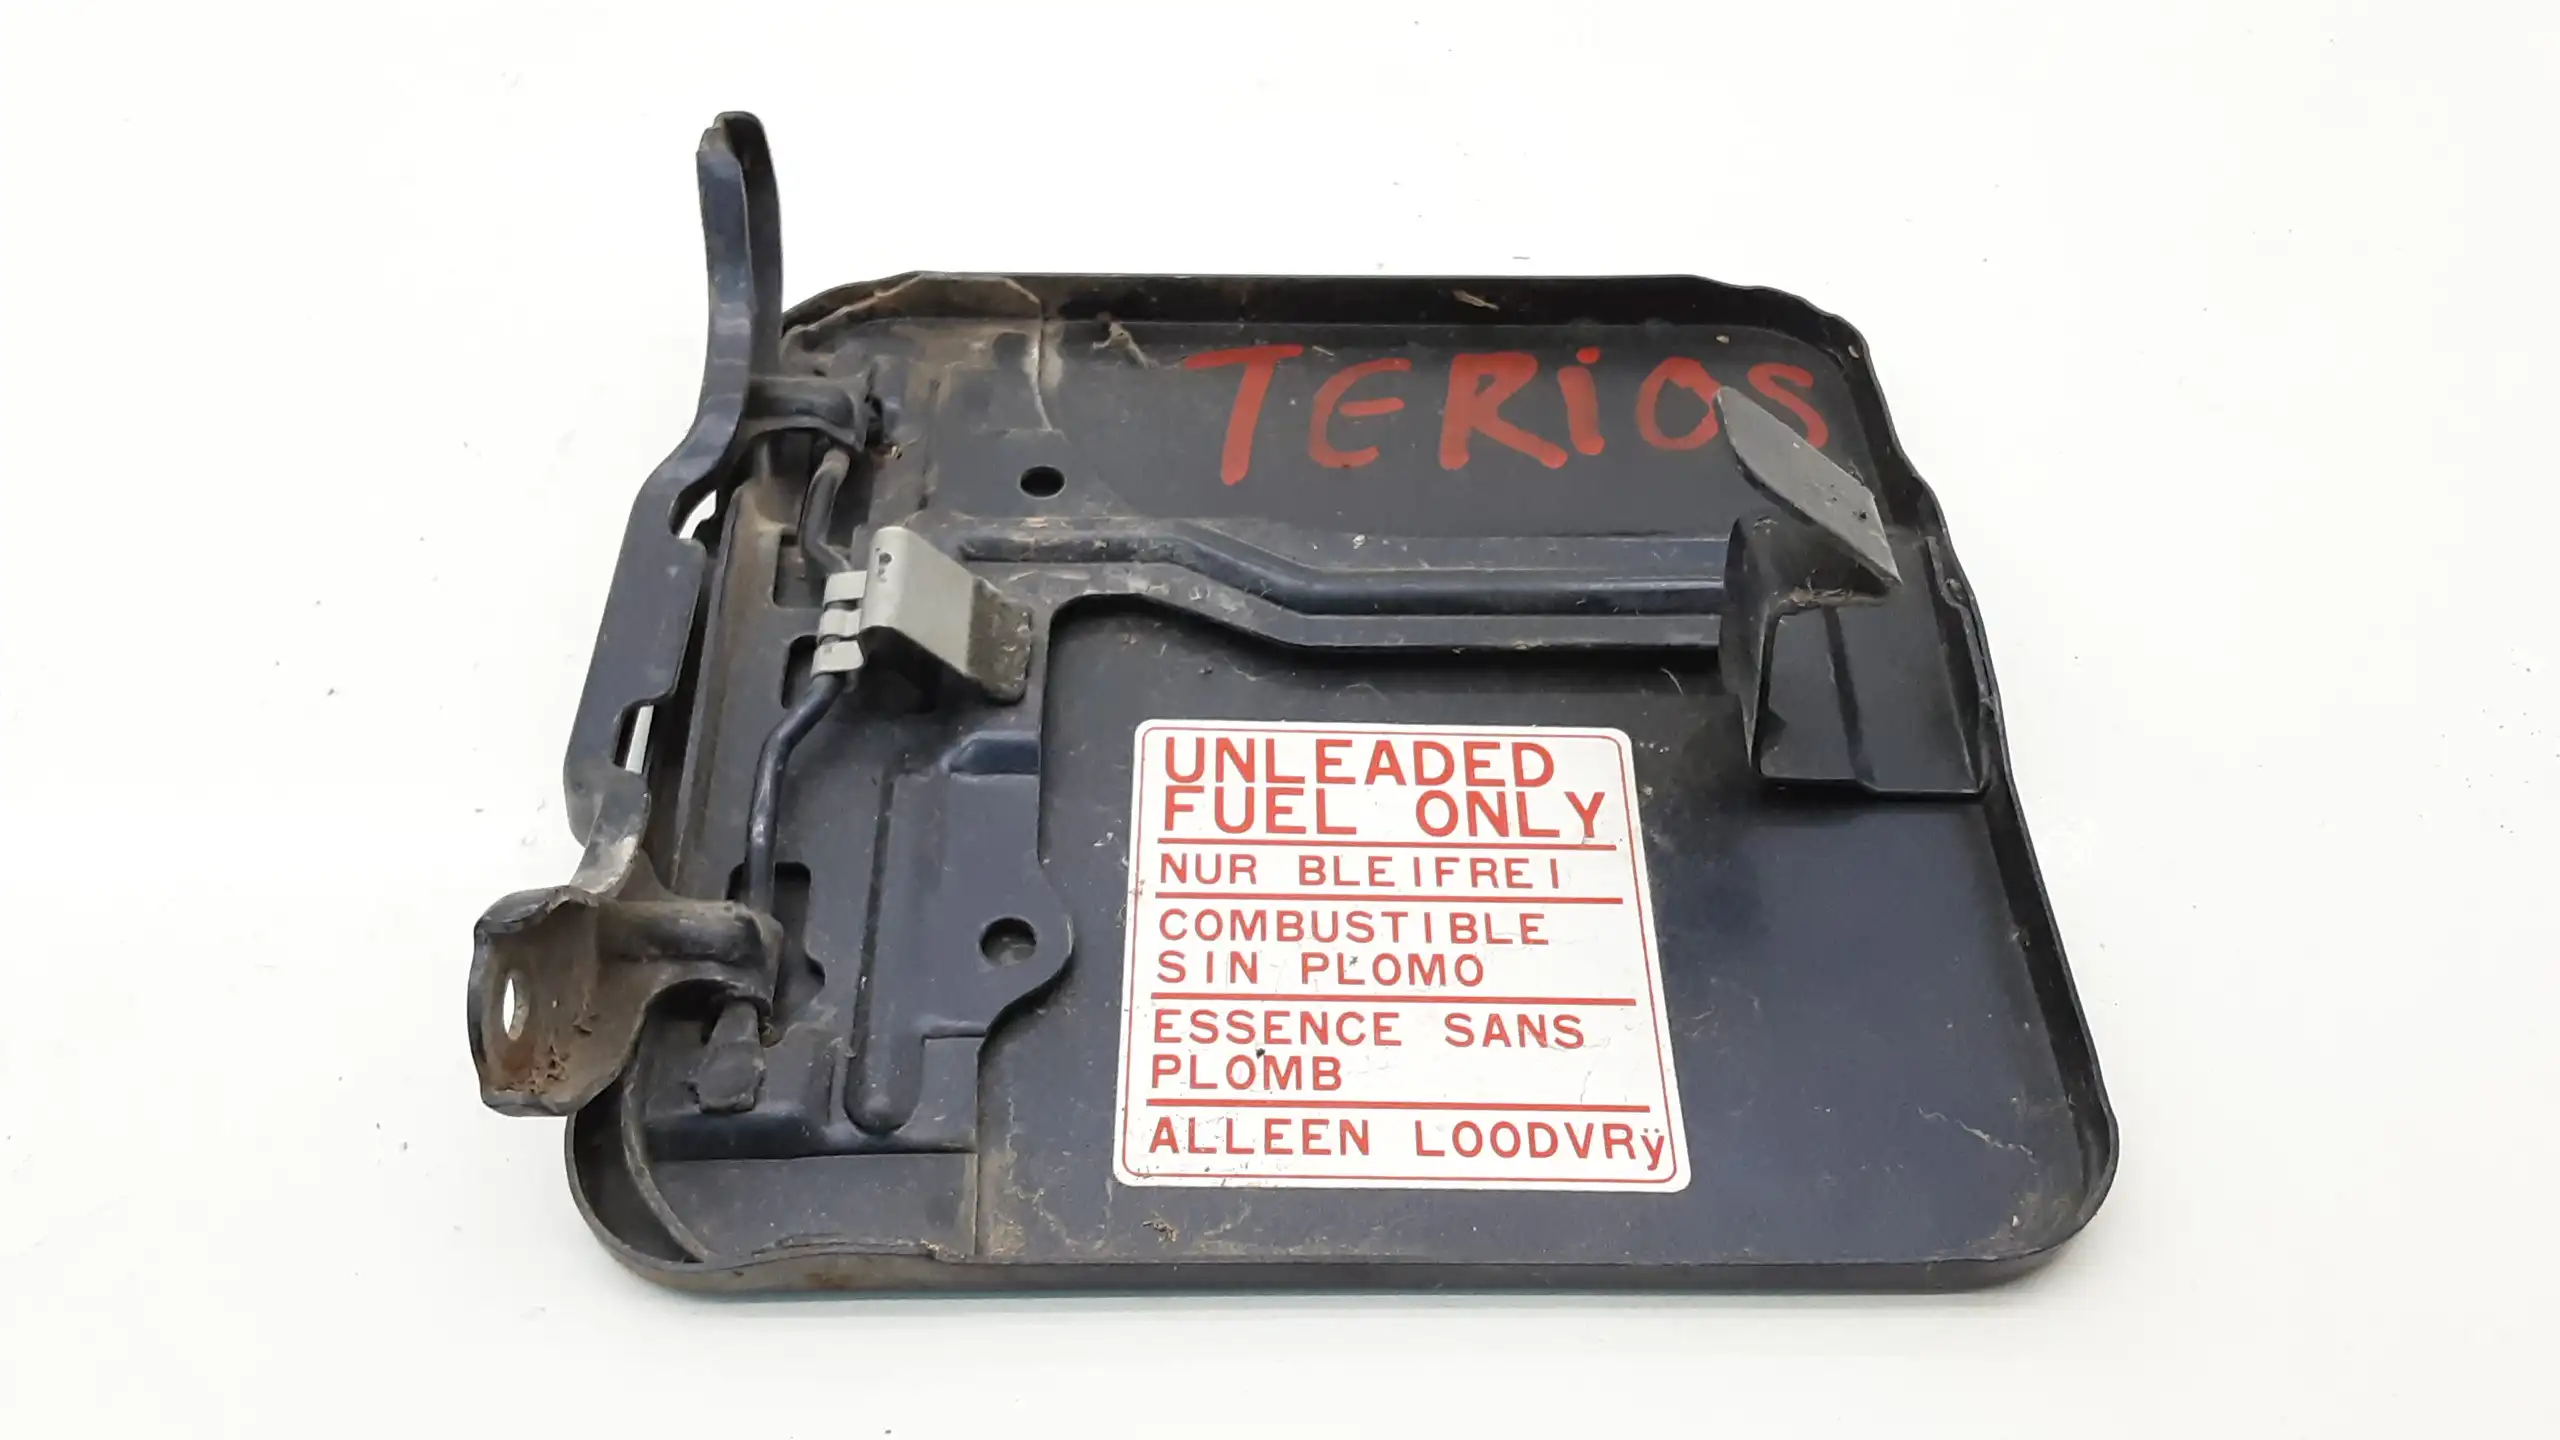 TERiOS
UNLEADED
FUEL ONLY
NUR BLEIFREI
COMBUSTIBLE
SIN PLOMO
ESSENCE SANS
PLOMB
ALLEEN LOODVRÿ